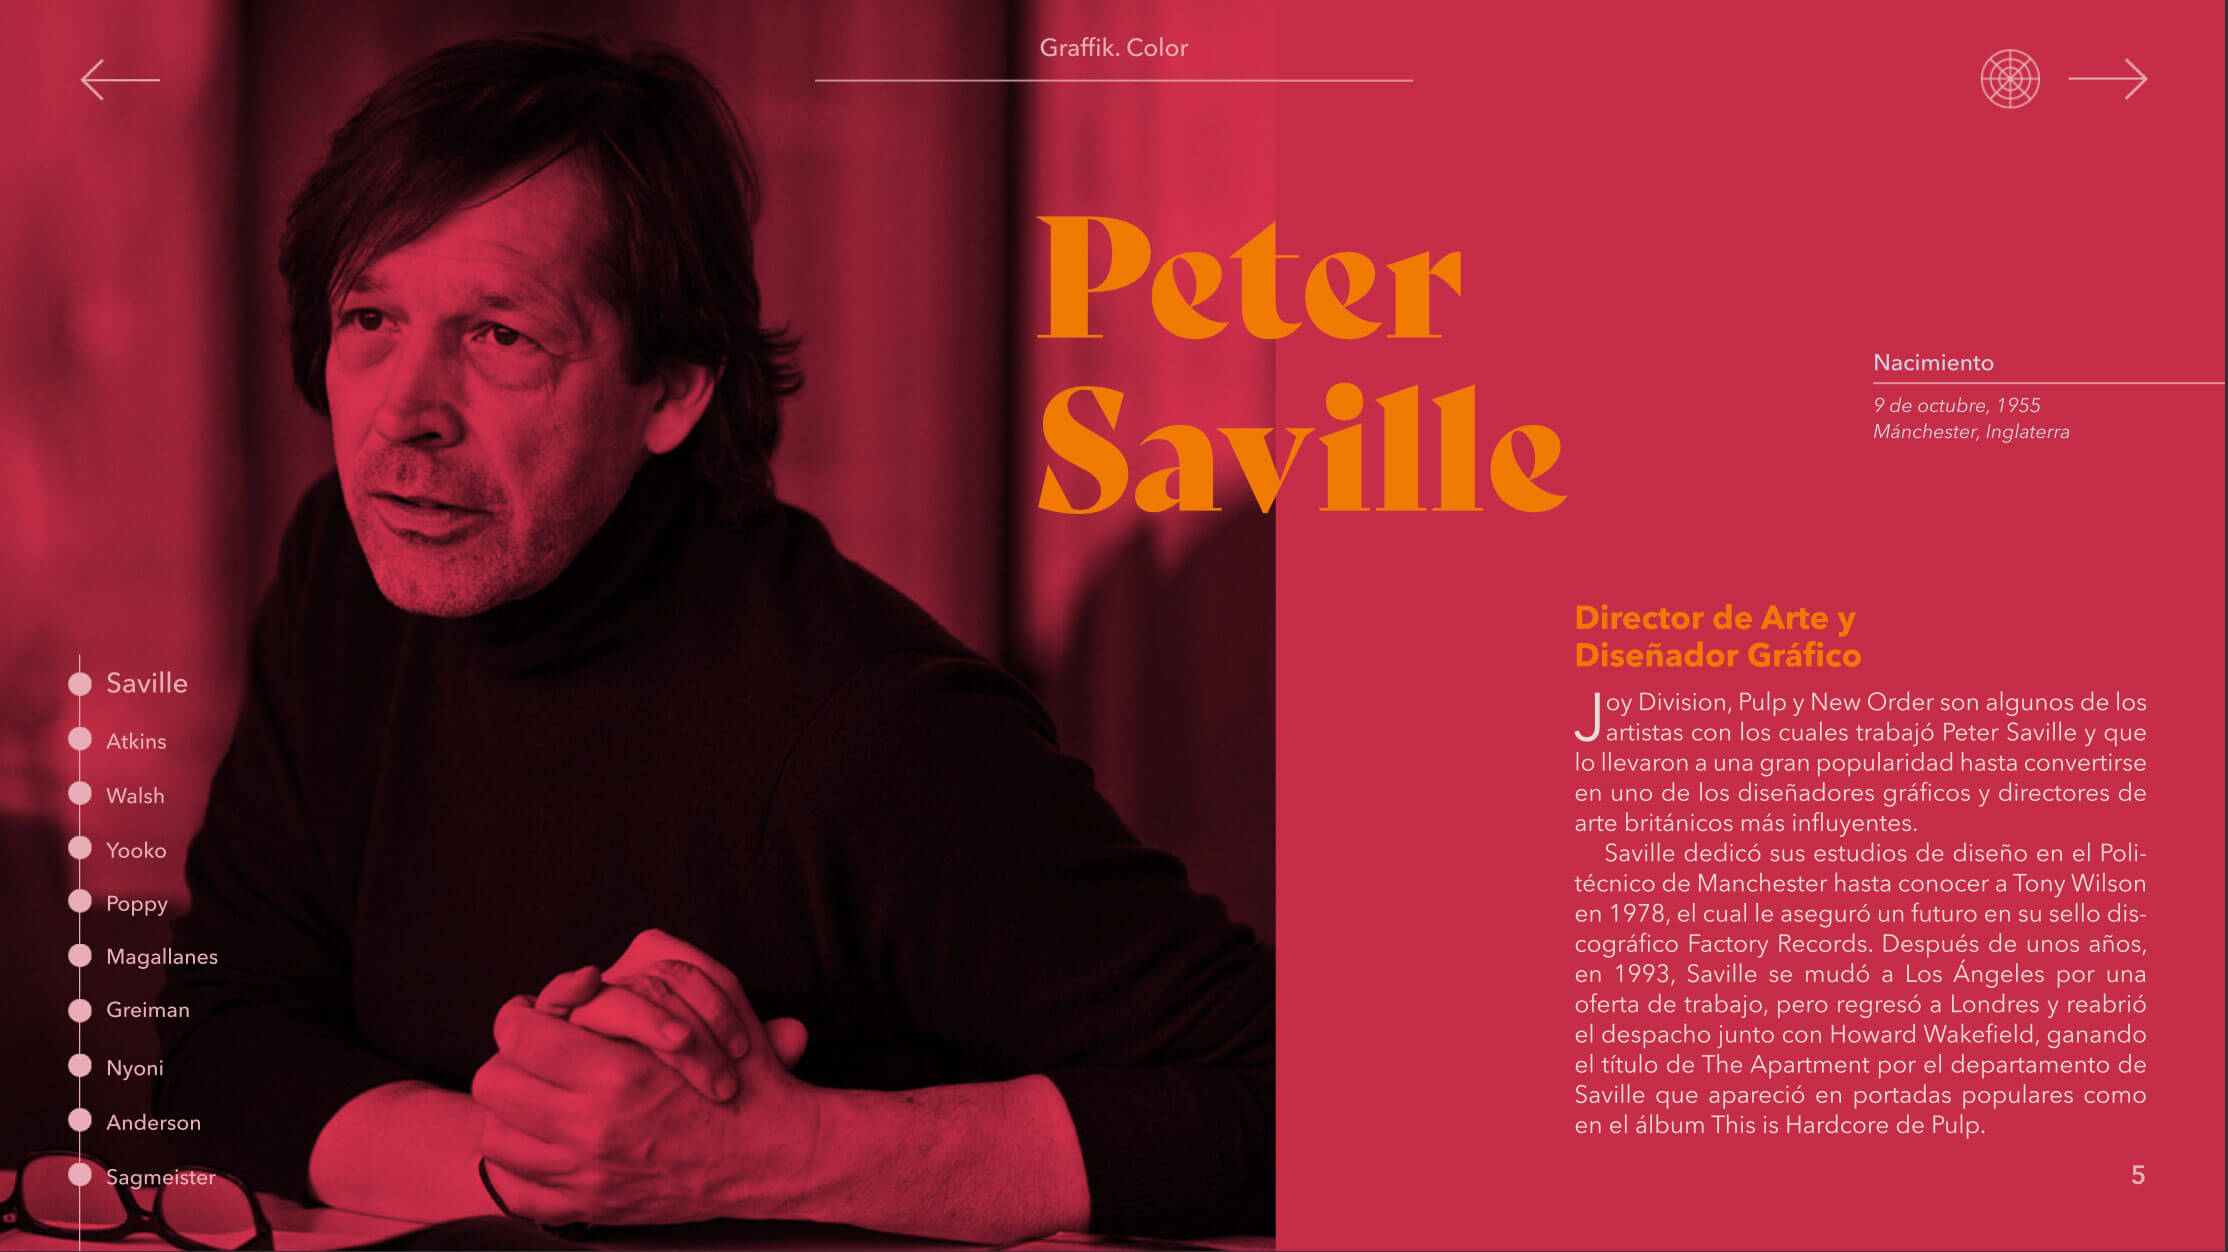 Graffik. Color
Peter
Saville
Nacimiento
9 de octubre, 1955
Mánchester, Inglaterra
Director de Arte y
Diseñador Gráfico
Joy Division, Pulp y New Order son algunos de los
artistas con los cuales trabajó Peter Saville y que
lo llevaron a una gran popularidad hasta convertirse
en uno de los diseñadores gráficos y directores de
arte británicos más influyentes.
Saville dedicó sus estudios de diseño en el Poli-
técnico de Manchester hasta conocer a Tony Wilson
en 1978, el cual le aseguró un futuro en su sello dis-
cográfico Factory Records. Después de unos años,
en 1993, Saville se mudó a Los Ángeles por una
oferta de trabajo, pero regresó a Londres y reabrió
el despacho junto con Howard Wakefield, ganando
el título de The Apartment por el departamento de
Saville que apareció en portadas populares como
en el álbum This is Hardcore de Pulp.
Saville
Atkins
Walsh
Yooko
Poppy
Magallanes
Greiman
Nyoni
Anderson
Sagmeister
5